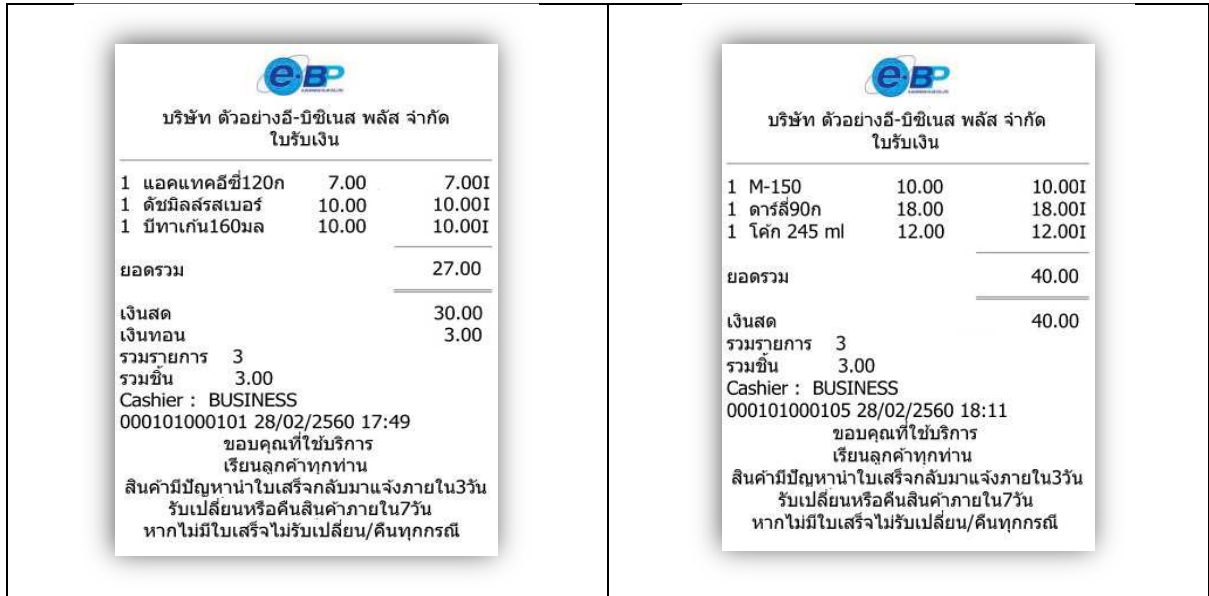 e-BP
บริษัท ตัวอย่างอี-บิซิเนส พลัส จำกัด
ใบรับเงิน
1 แอคแทคอีซี่120ก 7.00 7.00I
1 ดัชมิลล์รสเบอร์ 10.00 10.00I
1 บีทาเก้น160มล 10.00 10.00I
ยอดรวม 27.00
เงินสด 30.00
เงินทอน 3.00
รวมรายการ 3
รวมชิ้น 3.00
Cashier : BUSINESS
000101000101 28/02/2560 17:49
ขอบคุณที่ใช้บริการ
เรียนลูกค้าทุกท่าน
สินค้ามีปัญหานำใบเสร็จกลับมาแจ้งภายใน3วัน
รับเปลี่ยนหรือคืนสินค้าภายใน7วัน
หากไม่มีใบเสร็จไม่รับเปลี่ยน/คืนทุกกรณี
e-BP
บริษัท ตัวอย่างอี-บิซิเนส พลัส จำกัด
ใบรับเงิน
1 M-150 10.00 10.00I
1 ดาร์ลี่90ก 18.00 18.00I
1 โค้ก 245 ml 12.00 12.00I
ยอดรวม 40.00
เงินสด 40.00
รวมรายการ 3
รวมชิ้น 3.00
Cashier : BUSINESS
000101000105 28/02/2560 18:11
ขอบคุณที่ใช้บริการ
เรียนลูกค้าทุกท่าน
สินค้ามีปัญหานำใบเสร็จกลับมาแจ้งภายใน3วัน
รับเปลี่ยนหรือคืนสินค้าภายใน7วัน
หากไม่มีใบเสร็จไม่รับเปลี่ยน/คืนทุกกรณี